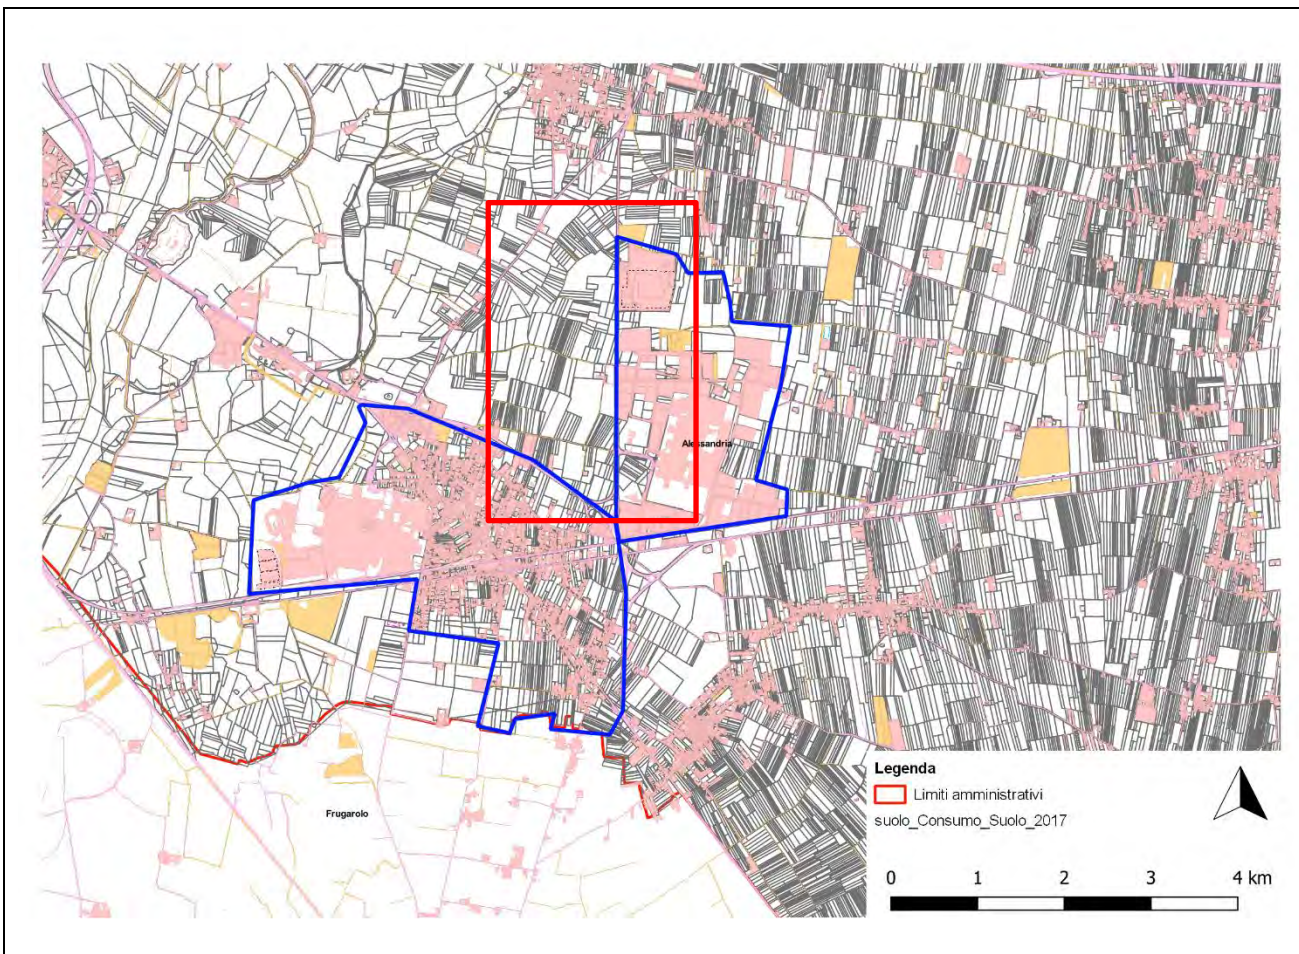 Alessandria
Frugarolo
Legenda
Limiti amministrativi
suolo_Consumo_Suolo_2017
0 1 2 3 4 km